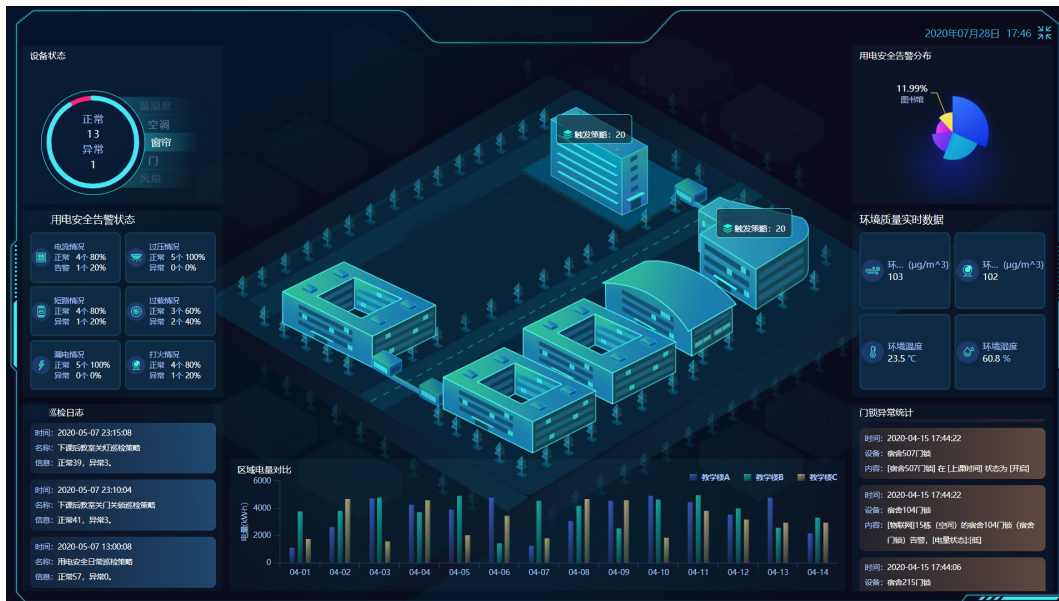 2020年07月28日 17:46
设备状态
正常
13
异常
1
温湿度
空调
窗帘
门
风扇
用电安全告警状态
电流情况
正常 4个 80%
告警 1个 20%
过压情况
正常 5个 100%
异常 0个 0%
短路情况
正常 4个 80%
异常 1个 20%
过载情况
正常 3个 60%
异常 2个 40%
漏电情况
正常 5个 100%
异常 0个 0%
打火情况
正常 4个 80%
异常 1个 20%
巡检日志
时间: 2020-05-07 23:15:08
名称: 下课后教室关灯巡检策略
信息: 正常39, 异常3。
时间: 2020-05-07 23:10:04
名称: 下课后教室关门关锁巡检策略
信息: 正常41, 异常3。
时间: 2020-05-07 13:00:08
名称: 用电安全日常巡检策略
信息: 正常57, 异常0。
触发策略: 20
触发策略: 20
区域电量对比
教学楼A
教学楼B
教学楼C
电量(kW·h)
6000
4000
2000
0
04-01 04-02 04-03 04-04 04-05 04-06 04-07 04-08 04-09 04-10 04-11 04-12 04-13 04-14
用电安全告警分布
11.99%
图书馆
环境质量实时数据
环... (μg/m^3)
103
环... (μg/m^3)
102
环境温度
23.5 ℃
环境湿度
60.8 %
门锁异常统计
时间: 2020-04-15 17:44:22
设备: 宿舍507门锁
内容: [宿舍507门锁] 在 [上课时间] 状态为 [开启]
时间: 2020-04-15 17:44:22
设备: 宿舍104门锁
内容: [物联网]15栋 (空间) 的宿舍104门锁 (宿舍
门锁) 告警, [电量状态]:[低]
时间: 2020-04-15 17:44:06
设备: 宿舍215门锁